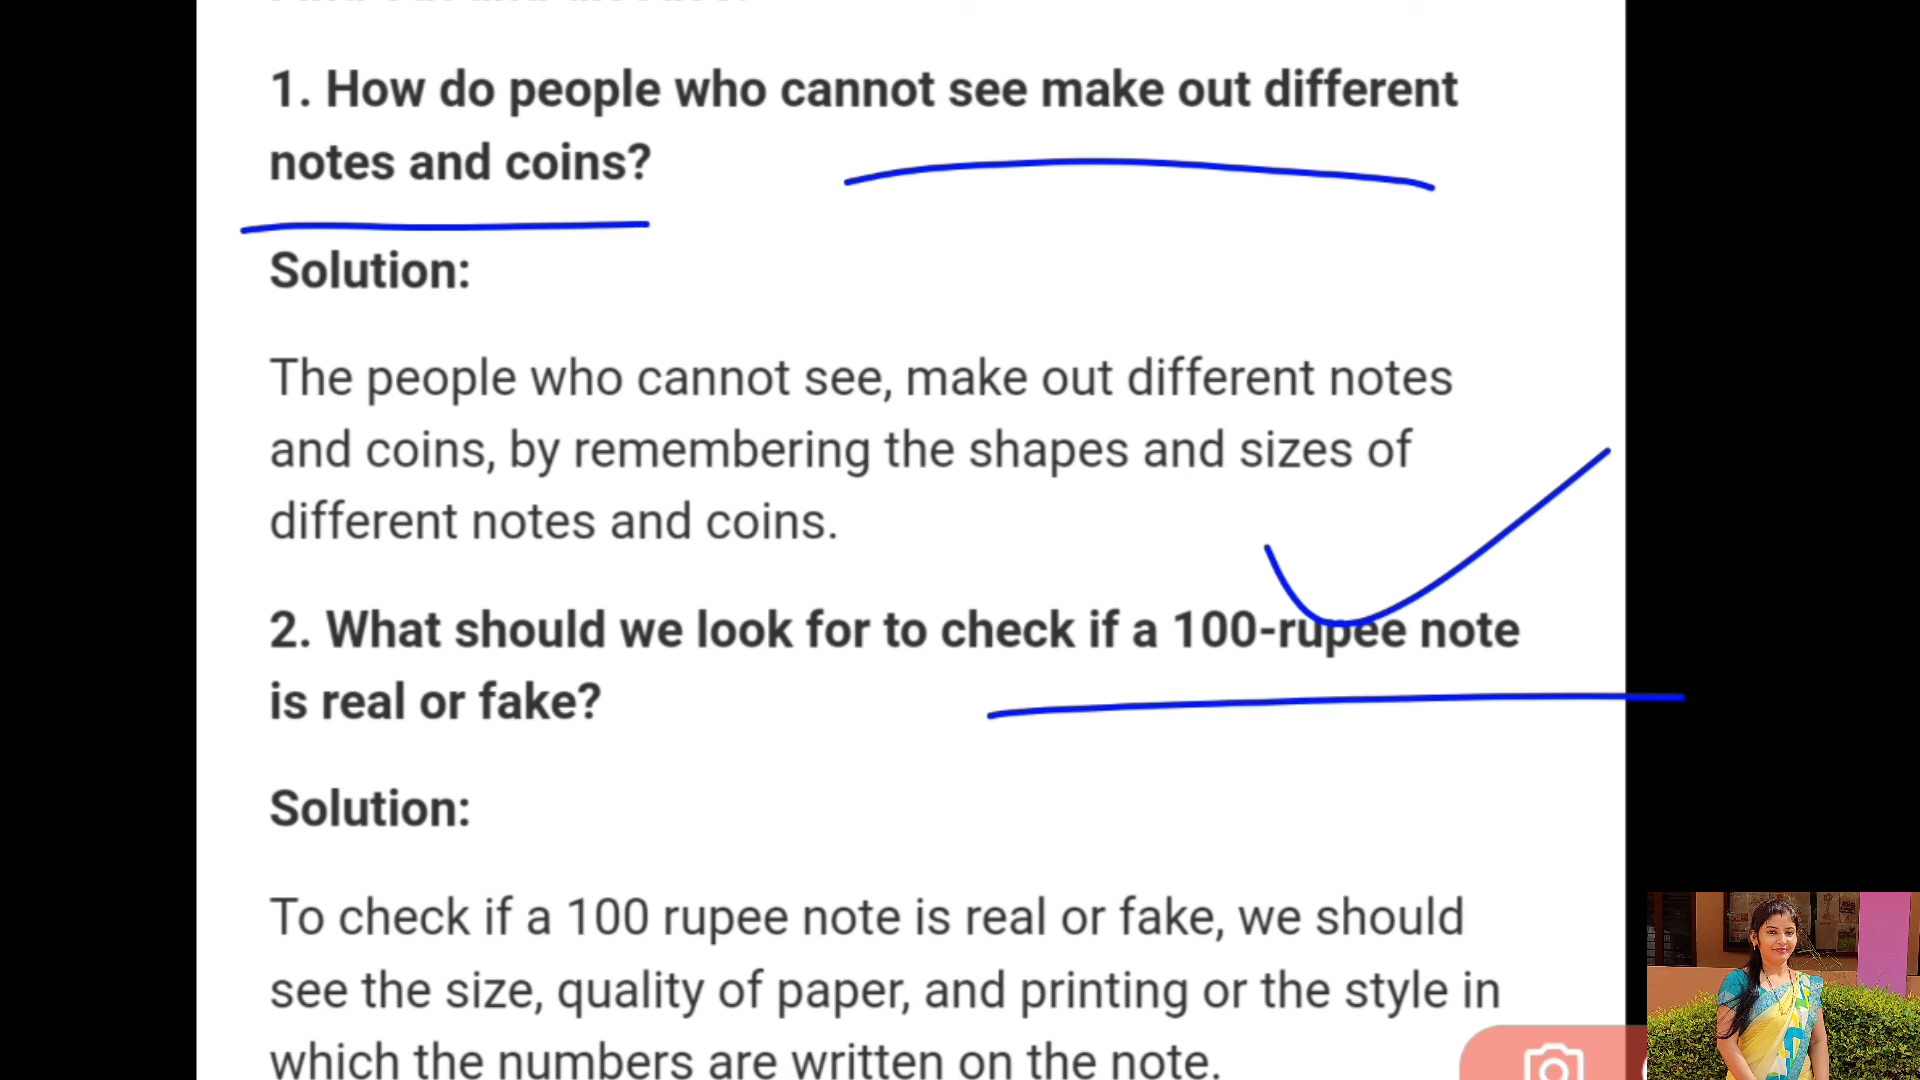 1. How do people who cannot see make out different
notes and coins?
Solution:
The people who cannot see, make out different notes
and coins, by remembering the shapes and sizes of
different notes and coins.
2. What should we look for to check if a 100-rupee note
is real or fake?
Solution:
To check if a 100 rupee note is real or fake, we should
see the size, quality of paper, and printing or the style in
which the numbers are written on the note.